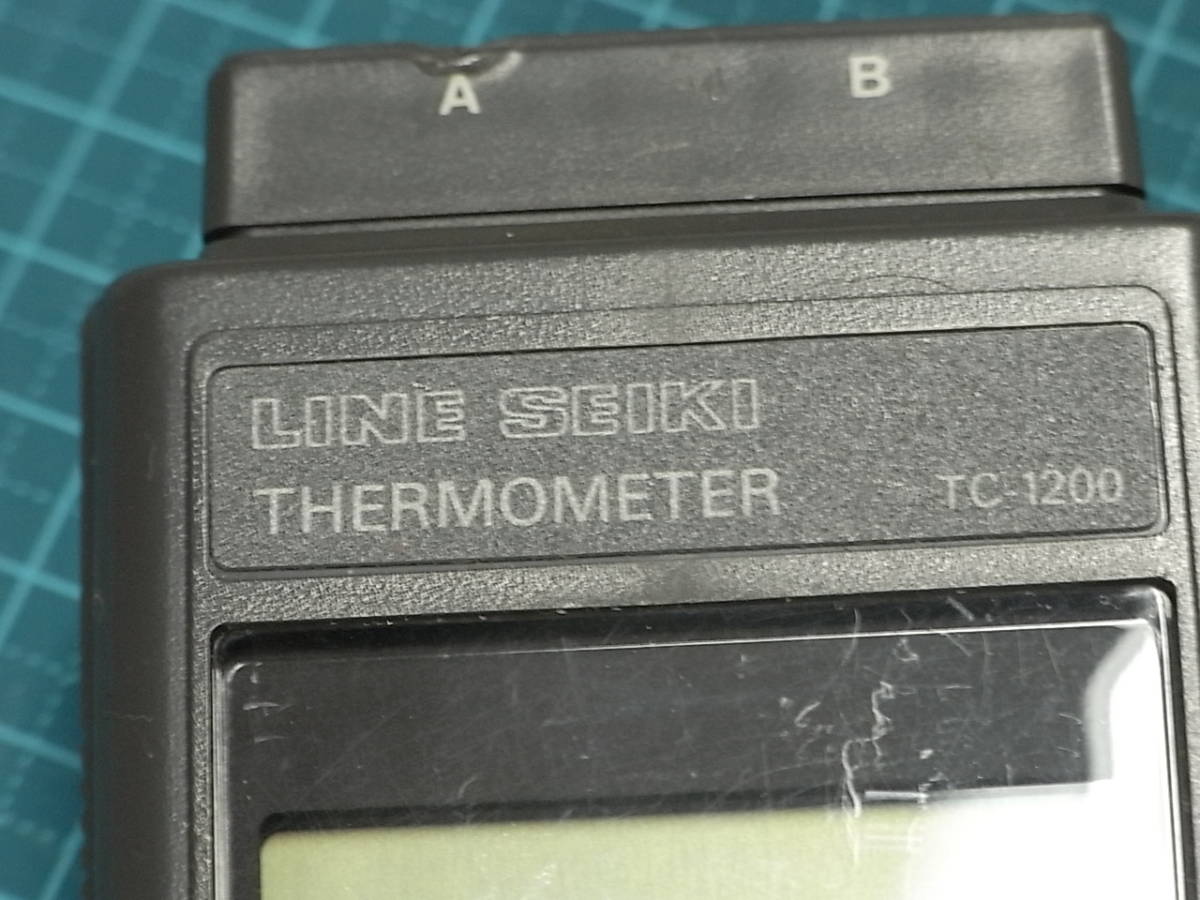 A B
LINE SEIKI
THERMOMETER TC-1200